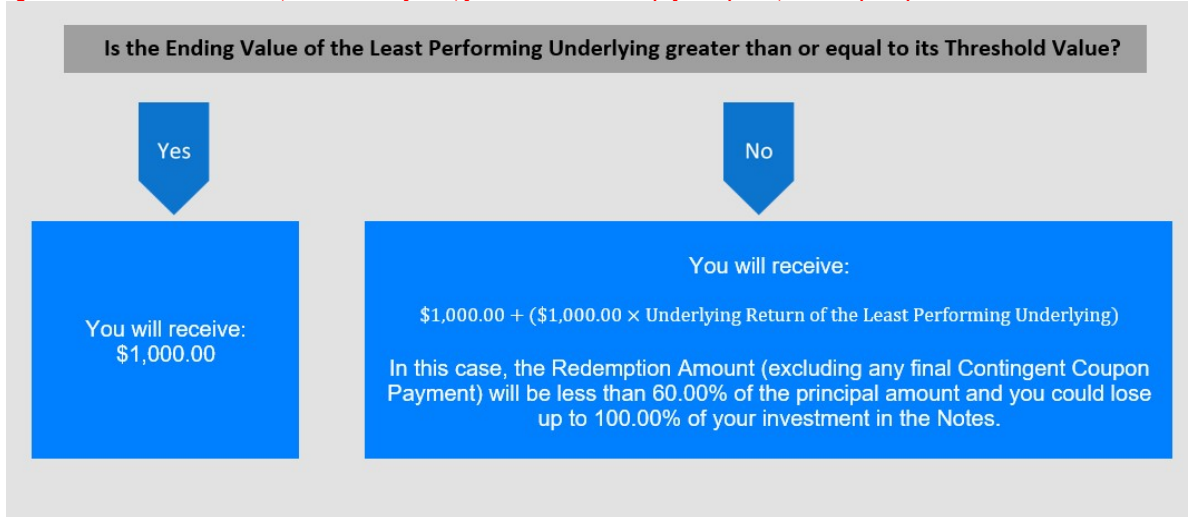 Is the Ending Value of the Least Performing Underlying greater than or equal to its Threshold Value?
Yes
No
You will receive:
$1,000.00
You will receive:
$1,000.00 + ($1,000.00 × Underlying Return of the Least Performing Underlying)
In this case, the Redemption Amount (excluding any final Contingent Coupon
Payment) will be less than 60.00% of the principal amount and you could lose
up to 100.00% of your investment in the Notes.